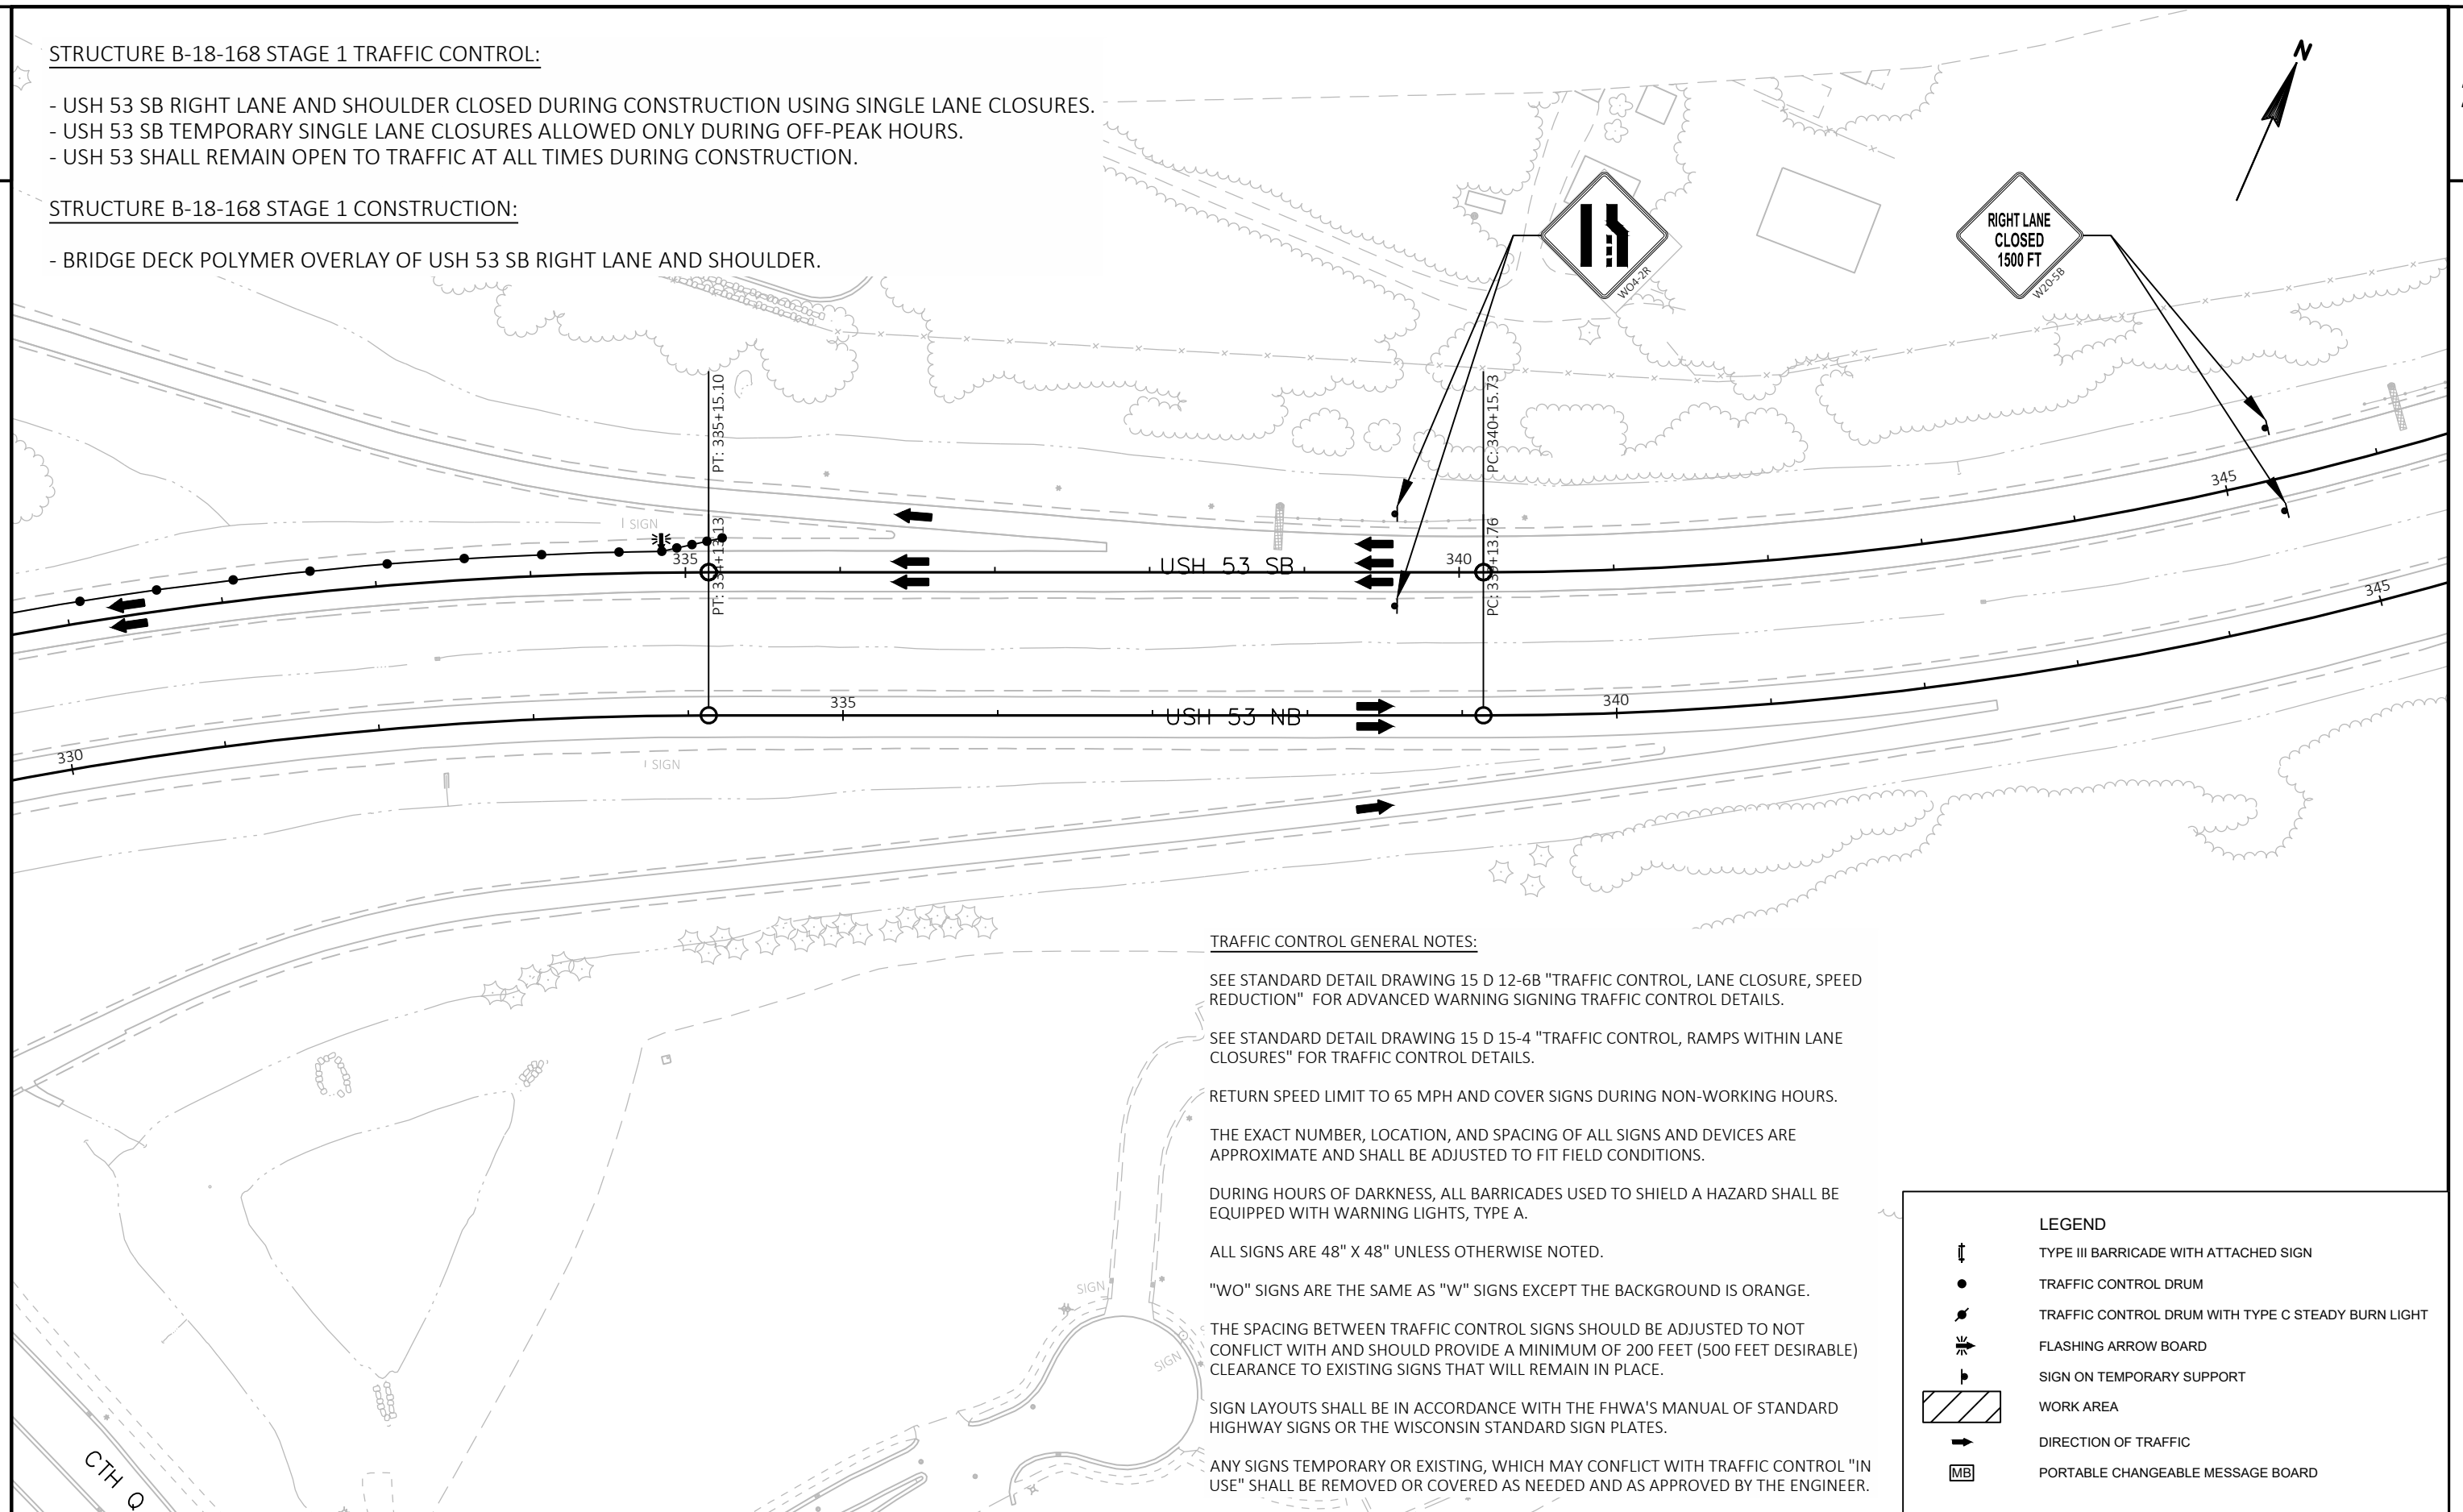 STRUCTURE B-18-168 STAGE 1 TRAFFIC CONTROL:
- USH 53 SB RIGHT LANE AND SHOULDER CLOSED DURING CONSTRUCTION USING SINGLE LANE CLOSURES.
- USH 53 SB TEMPORARY SINGLE LANE CLOSURES ALLOWED ONLY DURING OFF-PEAK HOURS.
- USH 53 SHALL REMAIN OPEN TO TRAFFIC AT ALL TIMES DURING CONSTRUCTION.
STRUCTURE B-18-168 STAGE 1 CONSTRUCTION:
- BRIDGE DECK POLYMER OVERLAY OF USH 53 SB RIGHT LANE AND SHOULDER.
N
WO4-2R
RIGHT LANE
CLOSED
1500 FT
W20-5B
PT: 335+15.10
PC: 340+15.73
SIGN
335
PT: 334+13.13
USH 53 SB
340
PC: 339+13.76
345
345
330
335
USH 53 NB
340
SIGN
TRAFFIC CONTROL GENERAL NOTES:
SEE STANDARD DETAIL DRAWING 15 D 12-6B "TRAFFIC CONTROL, LANE CLOSURE, SPEED
REDUCTION" FOR ADVANCED WARNING SIGNING TRAFFIC CONTROL DETAILS.
SEE STANDARD DETAIL DRAWING 15 D 15-4 "TRAFFIC CONTROL, RAMPS WITHIN LANE
CLOSURES" FOR TRAFFIC CONTROL DETAILS.
RETURN SPEED LIMIT TO 65 MPH AND COVER SIGNS DURING NON-WORKING HOURS.
THE EXACT NUMBER, LOCATION, AND SPACING OF ALL SIGNS AND DEVICES ARE
APPROXIMATE AND SHALL BE ADJUSTED TO FIT FIELD CONDITIONS.
DURING HOURS OF DARKNESS, ALL BARRICADES USED TO SHIELD A HAZARD SHALL BE
EQUIPPED WITH WARNING LIGHTS, TYPE A.
ALL SIGNS ARE 48" X 48" UNLESS OTHERWISE NOTED.
"WO" SIGNS ARE THE SAME AS "W" SIGNS EXCEPT THE BACKGROUND IS ORANGE.
THE SPACING BETWEEN TRAFFIC CONTROL SIGNS SHOULD BE ADJUSTED TO NOT
CONFLICT WITH AND SHOULD PROVIDE A MINIMUM OF 200 FEET (500 FEET DESIRABLE)
CLEARANCE TO EXISTING SIGNS THAT WILL REMAIN IN PLACE.
SIGN LAYOUTS SHALL BE IN ACCORDANCE WITH THE FHWA'S MANUAL OF STANDARD
HIGHWAY SIGNS OR THE WISCONSIN STANDARD SIGN PLATES.
ANY SIGNS TEMPORARY OR EXISTING, WHICH MAY CONFLICT WITH TRAFFIC CONTROL "IN
USE" SHALL BE REMOVED OR COVERED AS NEEDED AND AS APPROVED BY THE ENGINEER.
SIGN
SIGN
CTH Q
LEGEND
TYPE III BARRICADE WITH ATTACHED SIGN
TRAFFIC CONTROL DRUM
TRAFFIC CONTROL DRUM WITH TYPE C STEADY BURN LIGHT
FLASHING ARROW BOARD
SIGN ON TEMPORARY SUPPORT
WORK AREA
DIRECTION OF TRAFFIC
MB PORTABLE CHANGEABLE MESSAGE BOARD